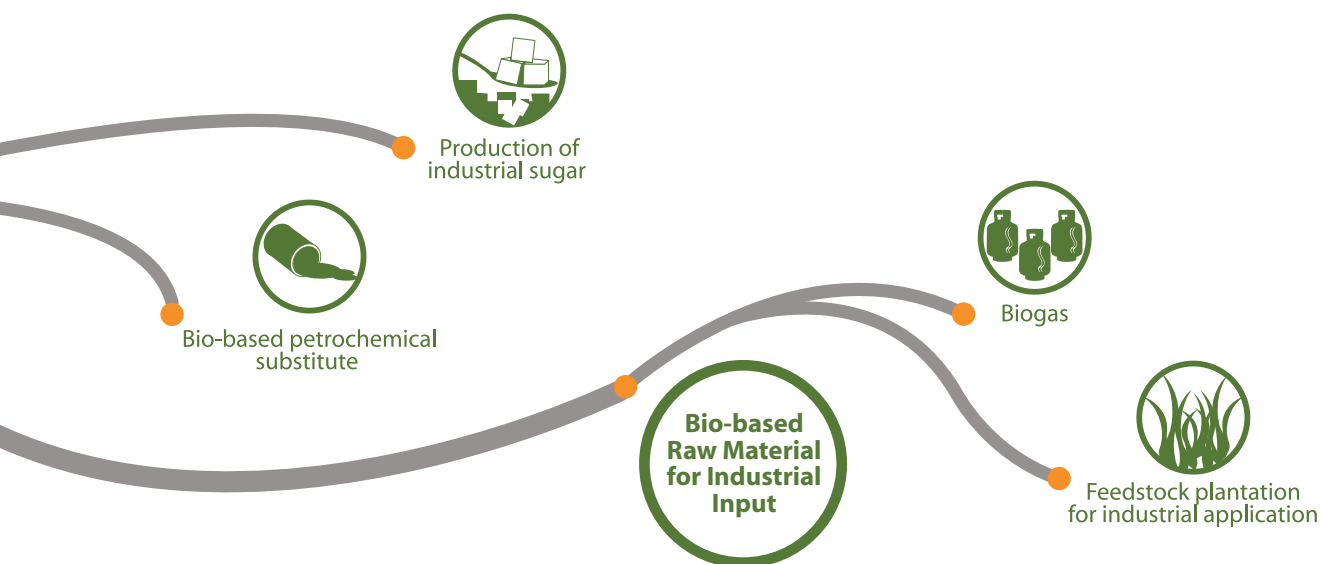 Production of
industrial sugar
Bio-based petrochemical
substitute
Biogas
Bio-based
Raw Material
for Industrial
Input
Feedstock plantation
for industrial application